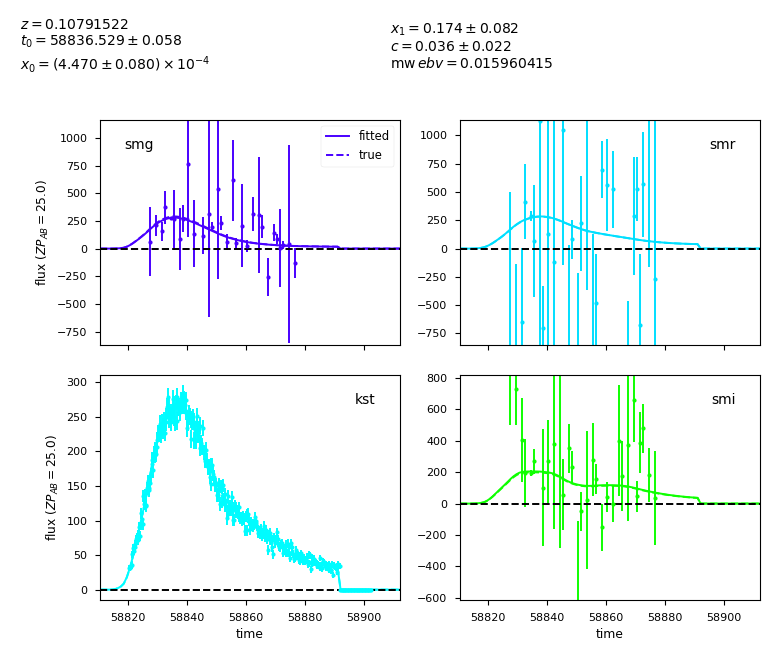 z = 0.10791522
t₀ = 58836.529 ± 0.058
x₀ = (4.470 ± 0.080) × 10⁻⁴
x₁ = 0.174 ± 0.082
c = 0.036 ± 0.022
mw ebv = 0.015960415
smg
fitted
true
1000
750
500
250
0
−250
−500
−750
flux (ZP_AB = 25.0)
smr
1000
750
500
250
0
−250
−500
−750
kst
300
250
200
150
100
50
0
flux (ZP_AB = 25.0)
58820 58840 58860 58880 58900
time
smi
800
600
400
200
0
−200
−400
−600
58820 58840 58860 58880 58900
time